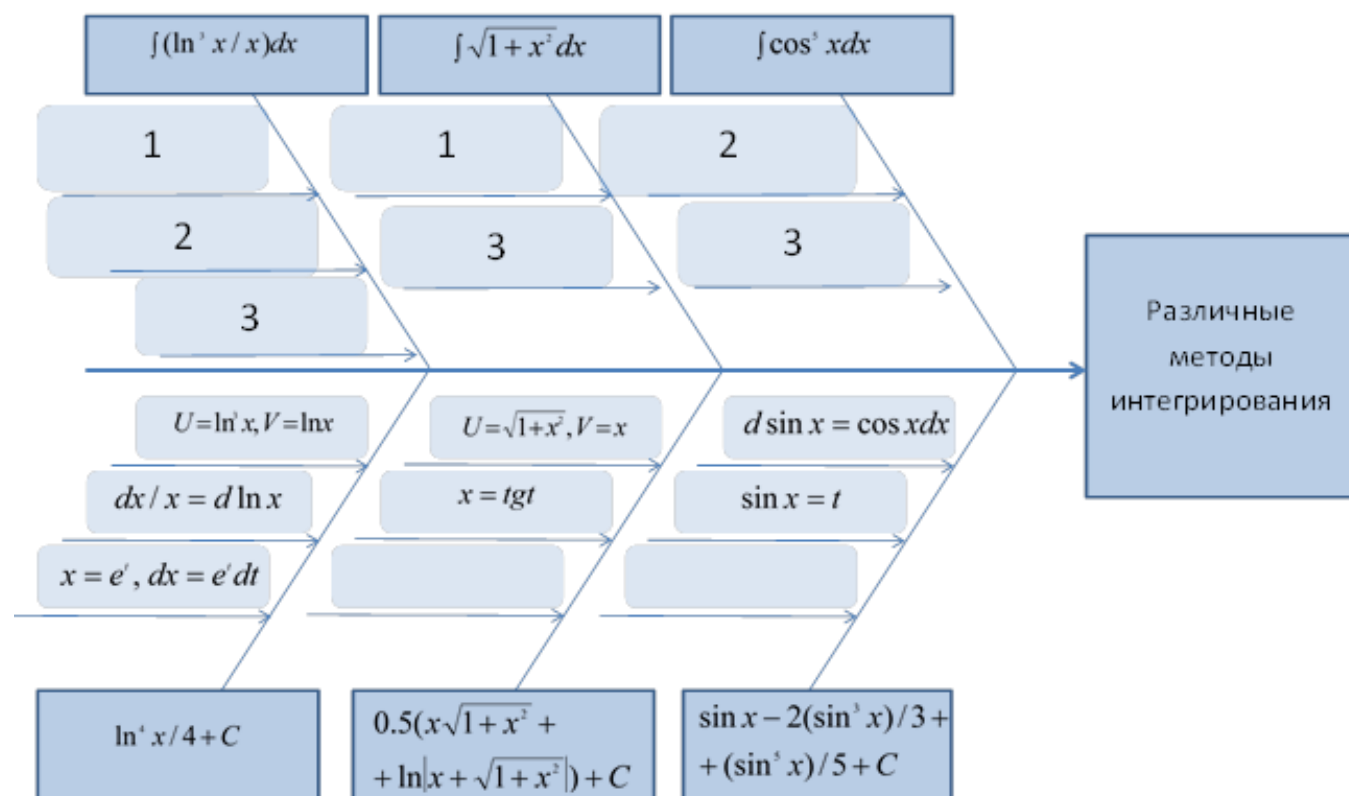 ∫(ln³ x / x)dx
∫√(1 + x²)dx
∫cos⁵ xdx
1
1
2
2
3
3
3
Различные
методы
интегрирования
U = ln³ x, V = lnx
U = √(1+x²), V = x
d sin x = cos xdx
dx / x = d ln x
x = tgt
sin x = t
x = eᵗ, dx = eᵗdt
ln⁴ x / 4 + C
0.5(x√(1 + x²) +
+ ln|x + √(1 + x²)|) + C
sin x − 2(sin³ x) / 3 +
+ (sin⁵ x) / 5 + C